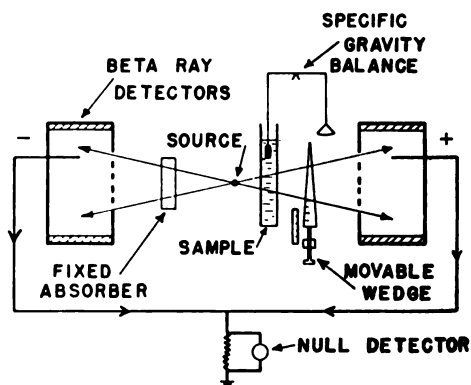 SPECIFIC
GRAVITY
BALANCE
BETA RAY
DETECTORS
−
SOURCE
+
SAMPLE
FIXED
ABSORBER
MOVABLE
WEDGE
NULL DETECTOR